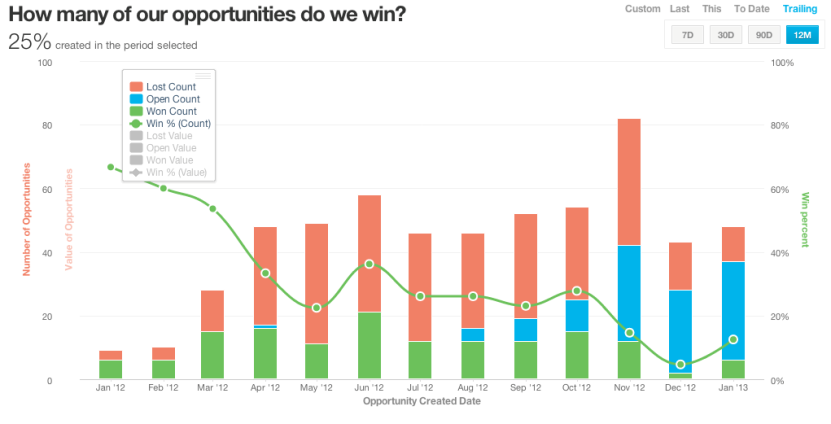 How many of our opportunities do we win?
Custom Last This To Date Trailing
25% created in the period selected
7D 30D 90D 12M
100
80
60
40
20
0
Number of Opportunities
Value of Opportunities
Lost Count
Open Count
Won Count
Win % (Count)
Lost Value
Open Value
Won Value
Win % (Value)
100%
80%
60%
40%
20%
0%
Win percent
Jan '12 Feb '12 Mar '12 Apr '12 May '12 Jun '12 Jul '12 Aug '12 Sep '12 Oct '12 Nov '12 Dec '12 Jan '13
Opportunity Created Date